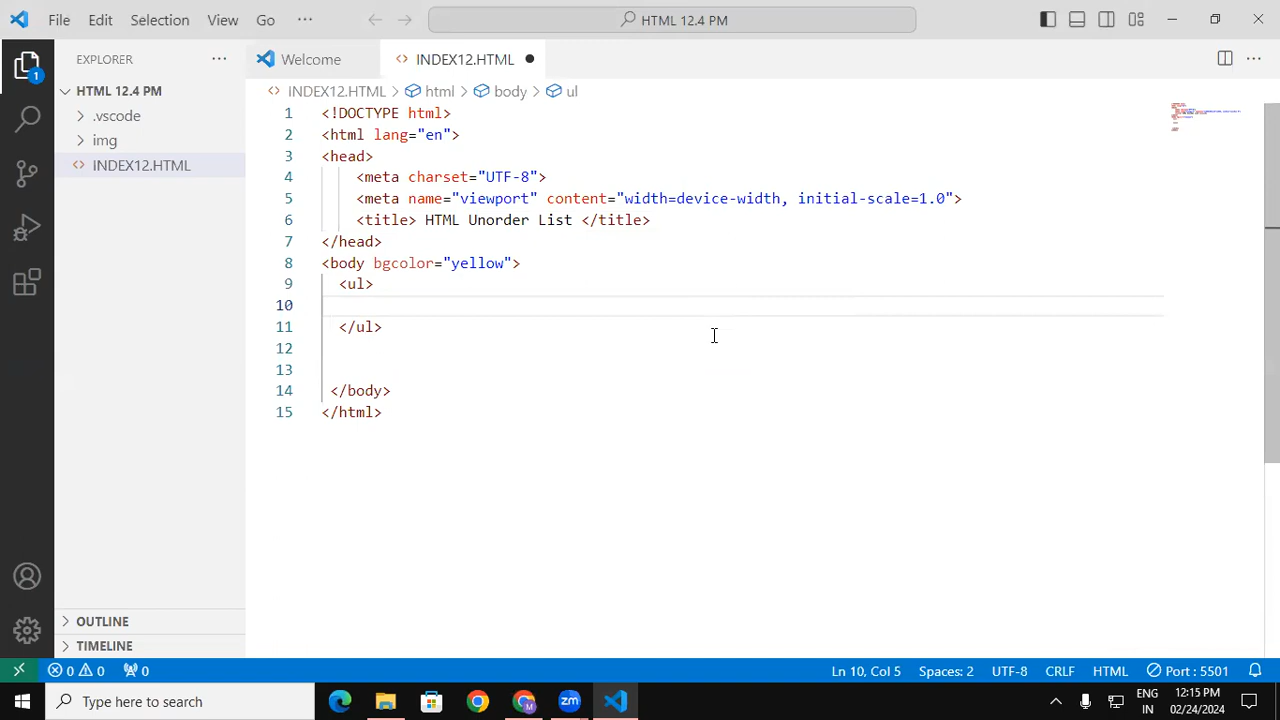 File Edit Selection View Go ··· HTML 12.4 PM
EXPLORER ··· Welcome INDEX12.HTML ● ···
HTML 12.4 PM
.vscode
img
INDEX12.HTML
1
INDEX12.HTML > html > body > ul
1 <!DOCTYPE html>
2 <html lang="en">
3 <head>
4 <meta charset="UTF-8">
5 <meta name="viewport" content="width=device-width, initial-scale=1.0">
6 <title> HTML Unorder List </title>
7 </head>
8 <body bgcolor="yellow">
9 <ul>
10
11 </ul>
12
13
14 </body>
15 </html>
OUTLINE
TIMELINE
0 0 0 Ln 10, Col 5 Spaces: 2 UTF-8 CRLF HTML Port : 5501
Type here to search zm M ENG 12:15 PM
IN 02/24/2024